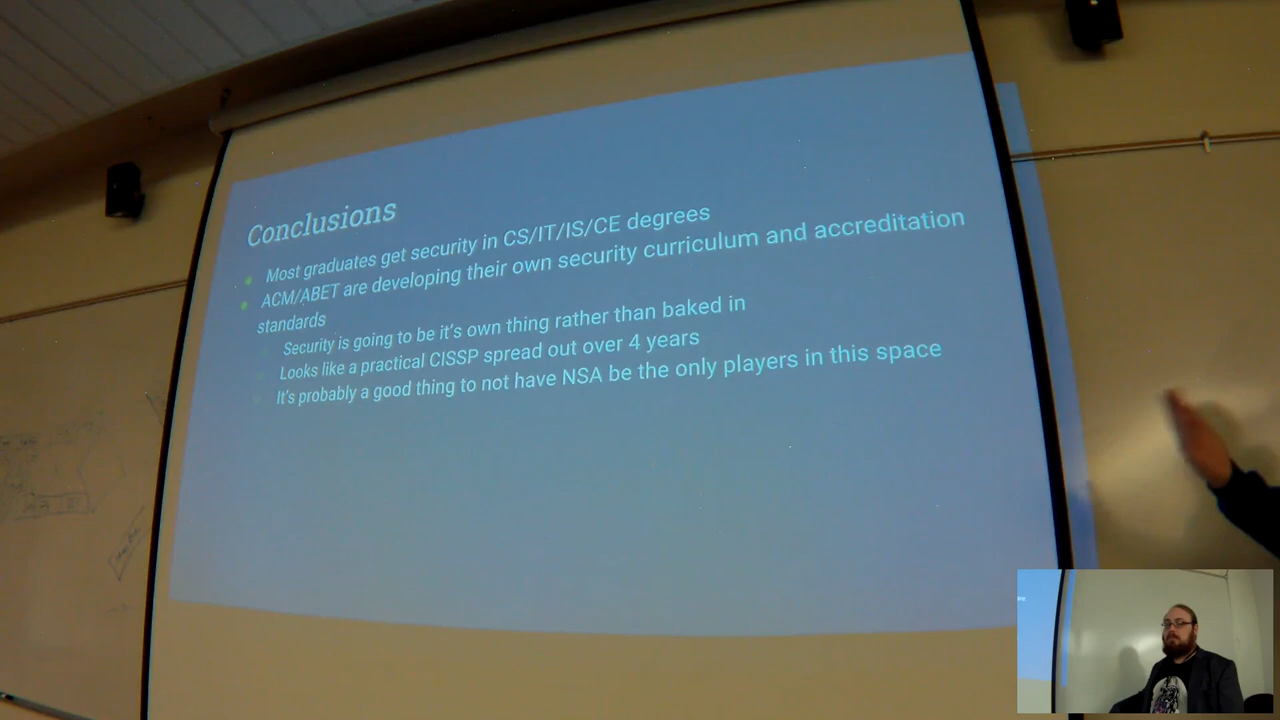 Conclusions
Most graduates get security in CS/IT/IS/CE degrees
ACM/ABET are developing their own security curriculum and accreditation
standards
Security is going to be it's own thing rather than baked in
Looks like a practical CISSP spread out over 4 years
It's probably a good thing to not have NSA be the only players in this space